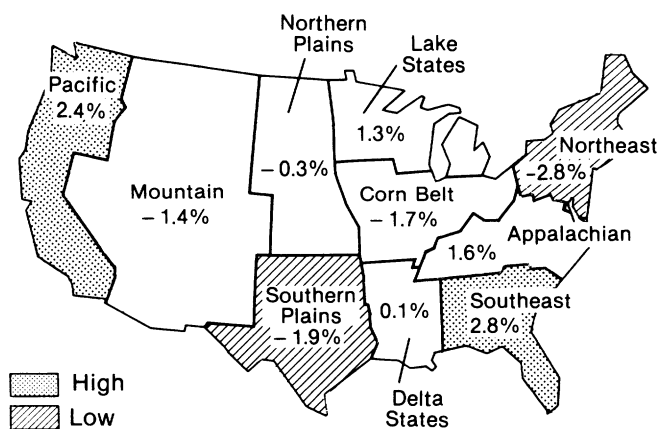 Northern
Plains
Lake
States
Pacific
2.4%
1.3%
Northeast
-2.8%
-0.3%
Mountain
-1.4%
Corn Belt
-1.7%
Appalachian
1.6%
Southern
Plains
-1.9%
0.1%
Southeast
2.8%
High
Low
Delta
States